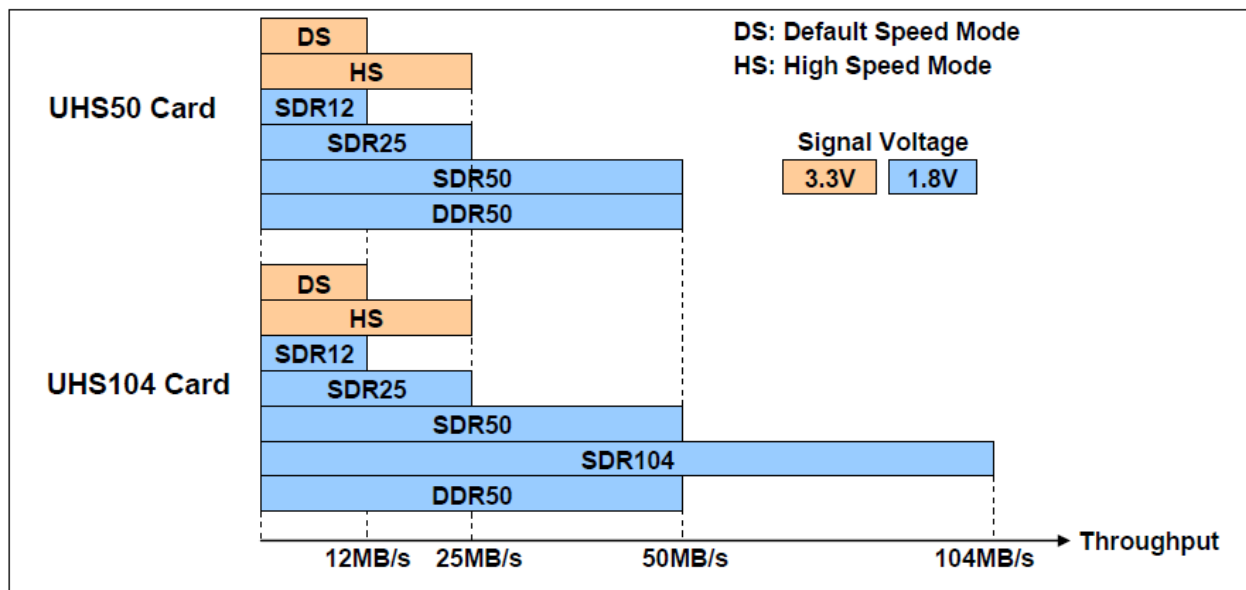 DS: Default Speed Mode
HS: High Speed Mode
Signal Voltage
3.3V 1.8V
UHS50 Card
DS
HS
SDR12
SDR25
SDR50
DDR50
UHS104 Card
DS
HS
SDR12
SDR25
SDR50
SDR104
DDR50
12MB/s 25MB/s 50MB/s 104MB/s
Throughput